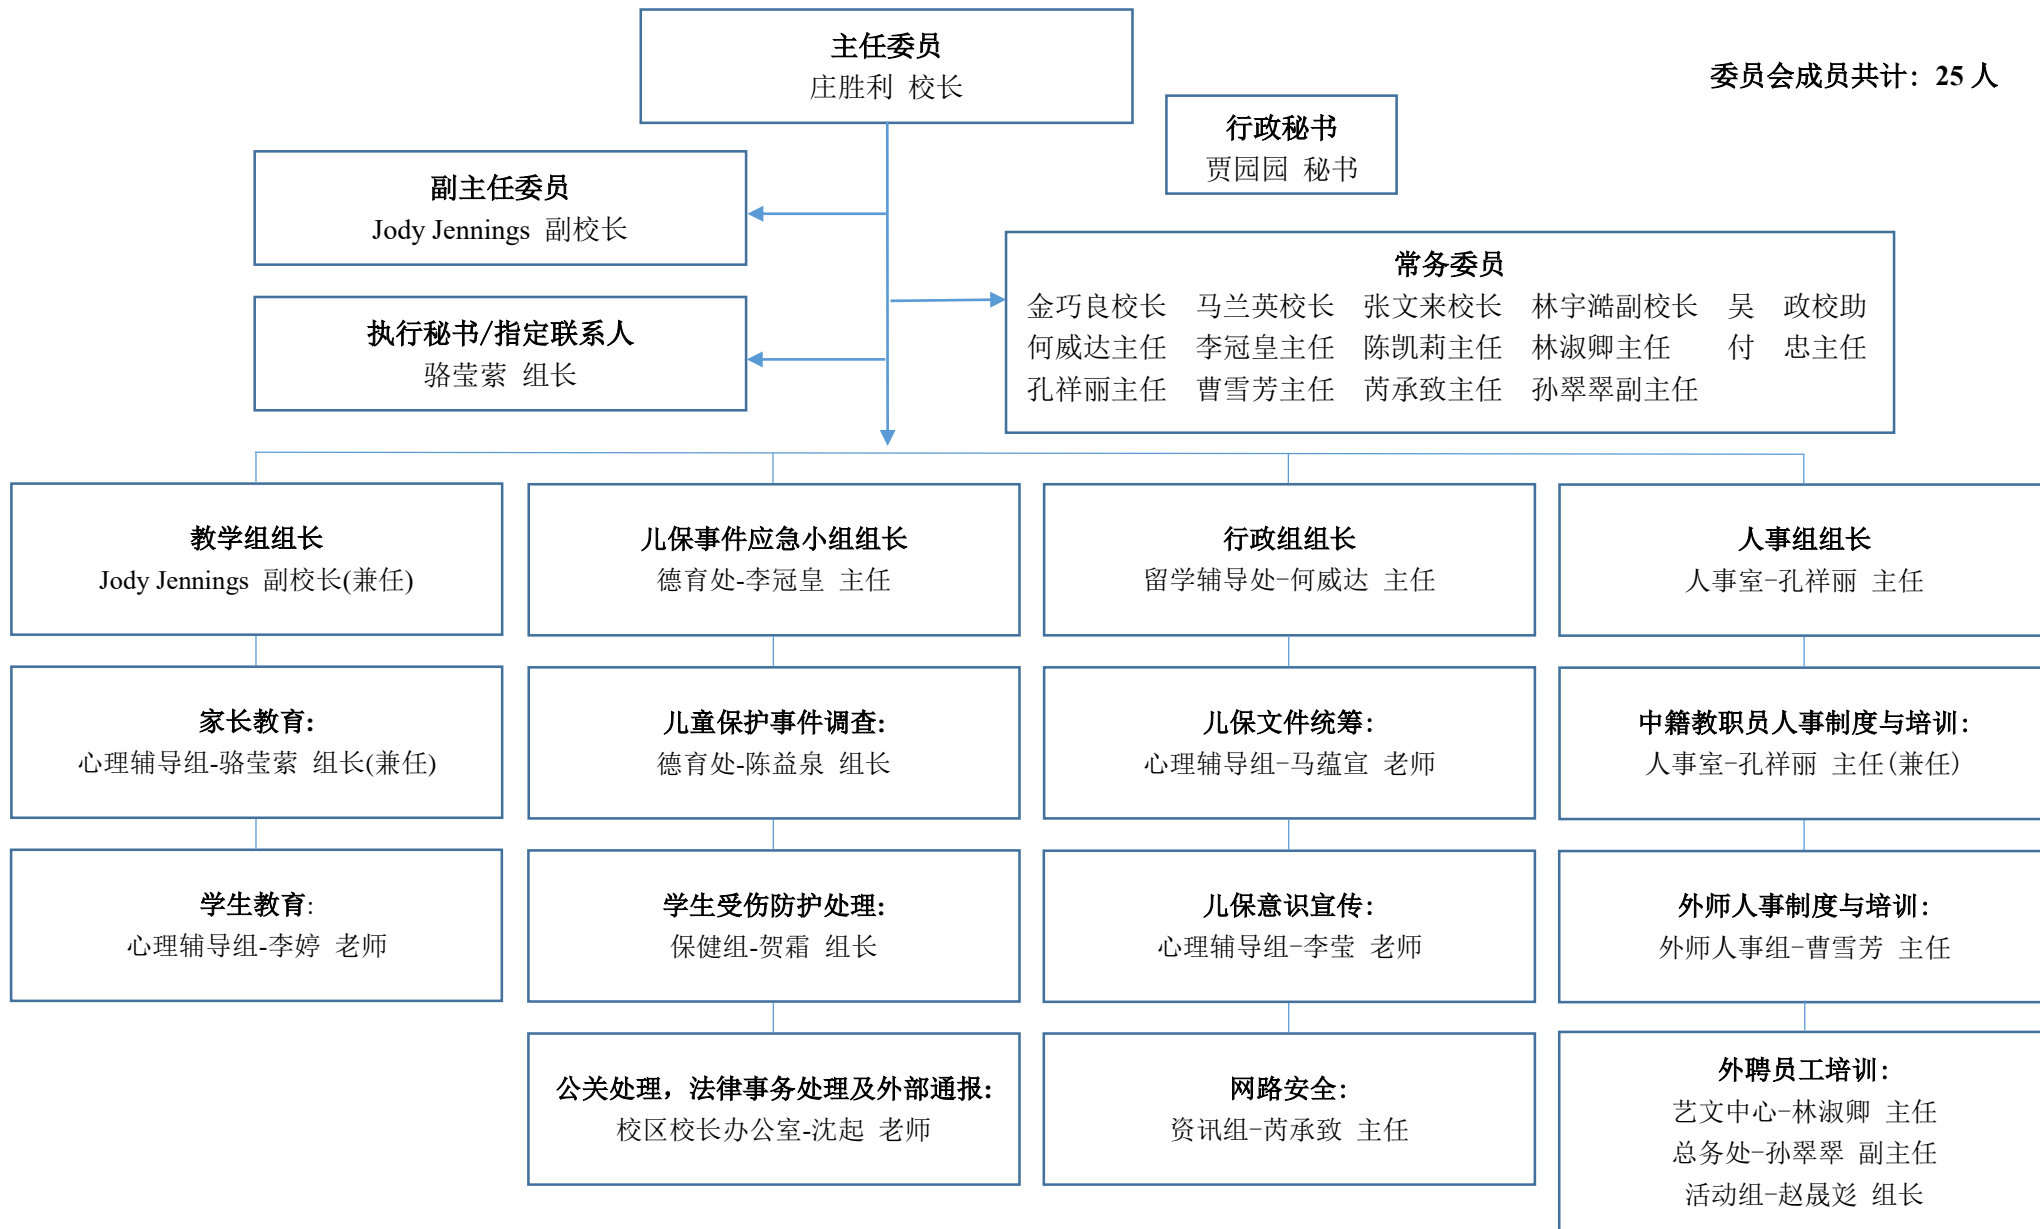 主任委员
庄胜利 校长
委员会成员共计：25 人
行政秘书
贾园园 秘书
副主任委员
Jody Jennings 副校长
常务委员
金巧良校长 马兰英校长 张文来校长 林宇澔副校长 吴 政校助
何威达主任 李冠皇主任 陈凯莉主任 林淑卿主任 付 忠主任
孔祥丽主任 曹雪芳主任 芮承致主任 孙翠翠副主任
执行秘书/指定联系人
骆莹萦 组长
教学组组长
Jody Jennings 副校长(兼任)
家长教育：
心理辅导组-骆莹萦 组长(兼任)
学生教育：
心理辅导组-李婷 老师
儿保事件应急小组组长
德育处-李冠皇 主任
儿童保护事件调查：
德育处-陈益泉 组长
学生受伤防护处理：
保健组-贺霜 组长
公关处理，法律事务处理及外部通报：
校区校长办公室-沈起 老师
行政组组长
留学辅导处-何威达 主任
儿保文件统筹：
心理辅导组-马蕴宣 老师
儿保意识宣传：
心理辅导组-李莹 老师
网路安全：
资讯组-芮承致 主任
人事组组长
人事室-孔祥丽 主任
中籍教职员人事制度与培训：
人事室-孔祥丽 主任(兼任)
外师人事制度与培训：
外师人事组-曹雪芳 主任
外聘员工培训：
艺文中心-林淑卿 主任
总务处-孙翠翠 副主任
活动组-赵晟彣 组长